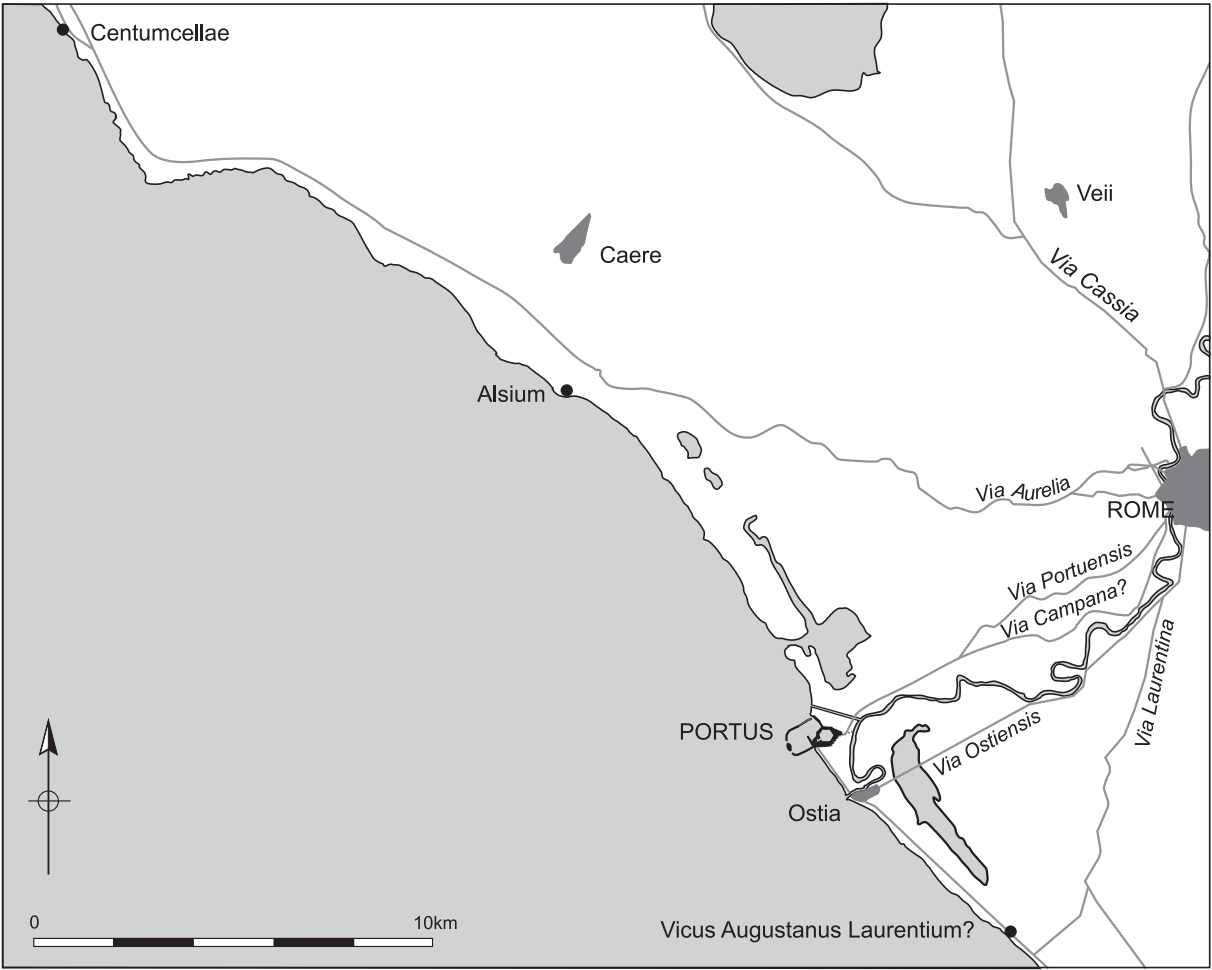 Centumcellae
Veii
Caere
Via Cassia
Alsium
Via Aurelia
ROME
Via Portuensis
Via Campana?
Via Laurentina
PORTUS
Via Ostiensis
Ostia
0 10km
Vicus Augustanus Laurentium?